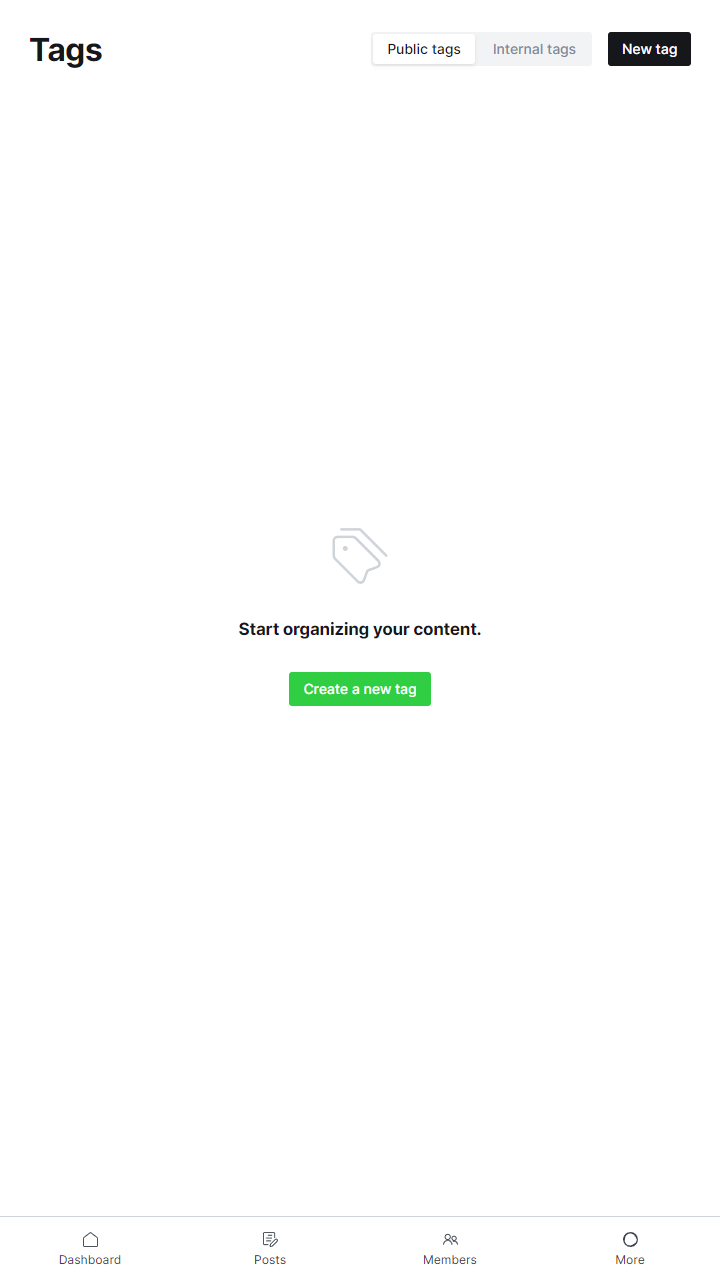 Tags
Public tags
Internal tags
New tag
Start organizing your content.
Create a new tag
Dashboard
Posts
Members
More